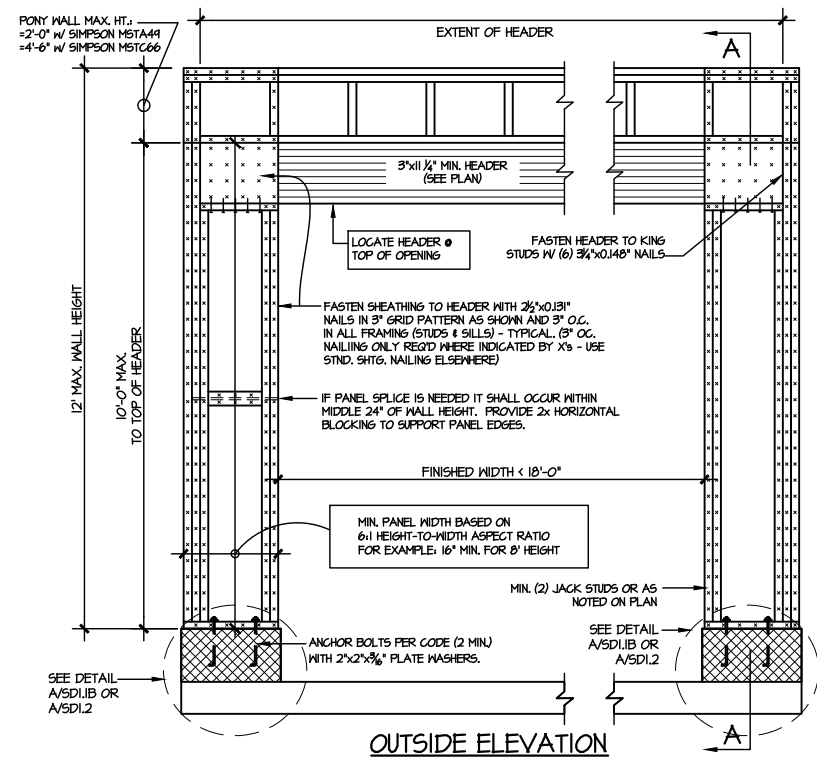 PONY WALL MAX. HT.:
=2'-0" W/ SIMPSON MSTA49
=4'-6" W/ SIMPSON MSTC66
EXTENT OF HEADER
A
3"x11 1/4" MIN. HEADER
(SEE PLAN)
LOCATE HEADER @
TOP OF OPENING
FASTEN HEADER TO KING
STUDS W/ (6) 3 1/4"x0.148" NAILS
FASTEN SHEATHING TO HEADER WITH 2 1/2"x0.131"
NAILS IN 3" GRID PATTERN AS SHOWN AND 3" O.C.
IN ALL FRAMING (STUDS & SILLS) - TYPICAL. (3" OC.
NAILING ONLY REQ'D WHERE INDICATED BY X's - USE
STND. SHTG. NAILING ELSEWHERE)
12' MAX. WALL HEIGHT
10'-0" MAX.
TO TOP OF HEADER
IF PANEL SPLICE IS NEEDED IT SHALL OCCUR WITHIN
MIDDLE 24" OF WALL HEIGHT. PROVIDE 2x HORIZONTAL
BLOCKING TO SUPPORT PANEL EDGES.
FINISHED WIDTH < 18'-0"
MIN. PANEL WIDTH BASED ON
6:1 HEIGHT-TO-WIDTH ASPECT RATIO
FOR EXAMPLE: 16" MIN. FOR 8' HEIGHT
MIN. (2) JACK STUDS OR AS
NOTED ON PLAN
SEE DETAIL
A/SD1.1B OR
A/SD1.2
ANCHOR BOLTS PER CODE (2 MIN.)
WITH 2"x2"x3/16" PLATE WASHERS.
SEE DETAIL
A/SD1.1B OR
A/SD1.2
A
OUTSIDE ELEVATION